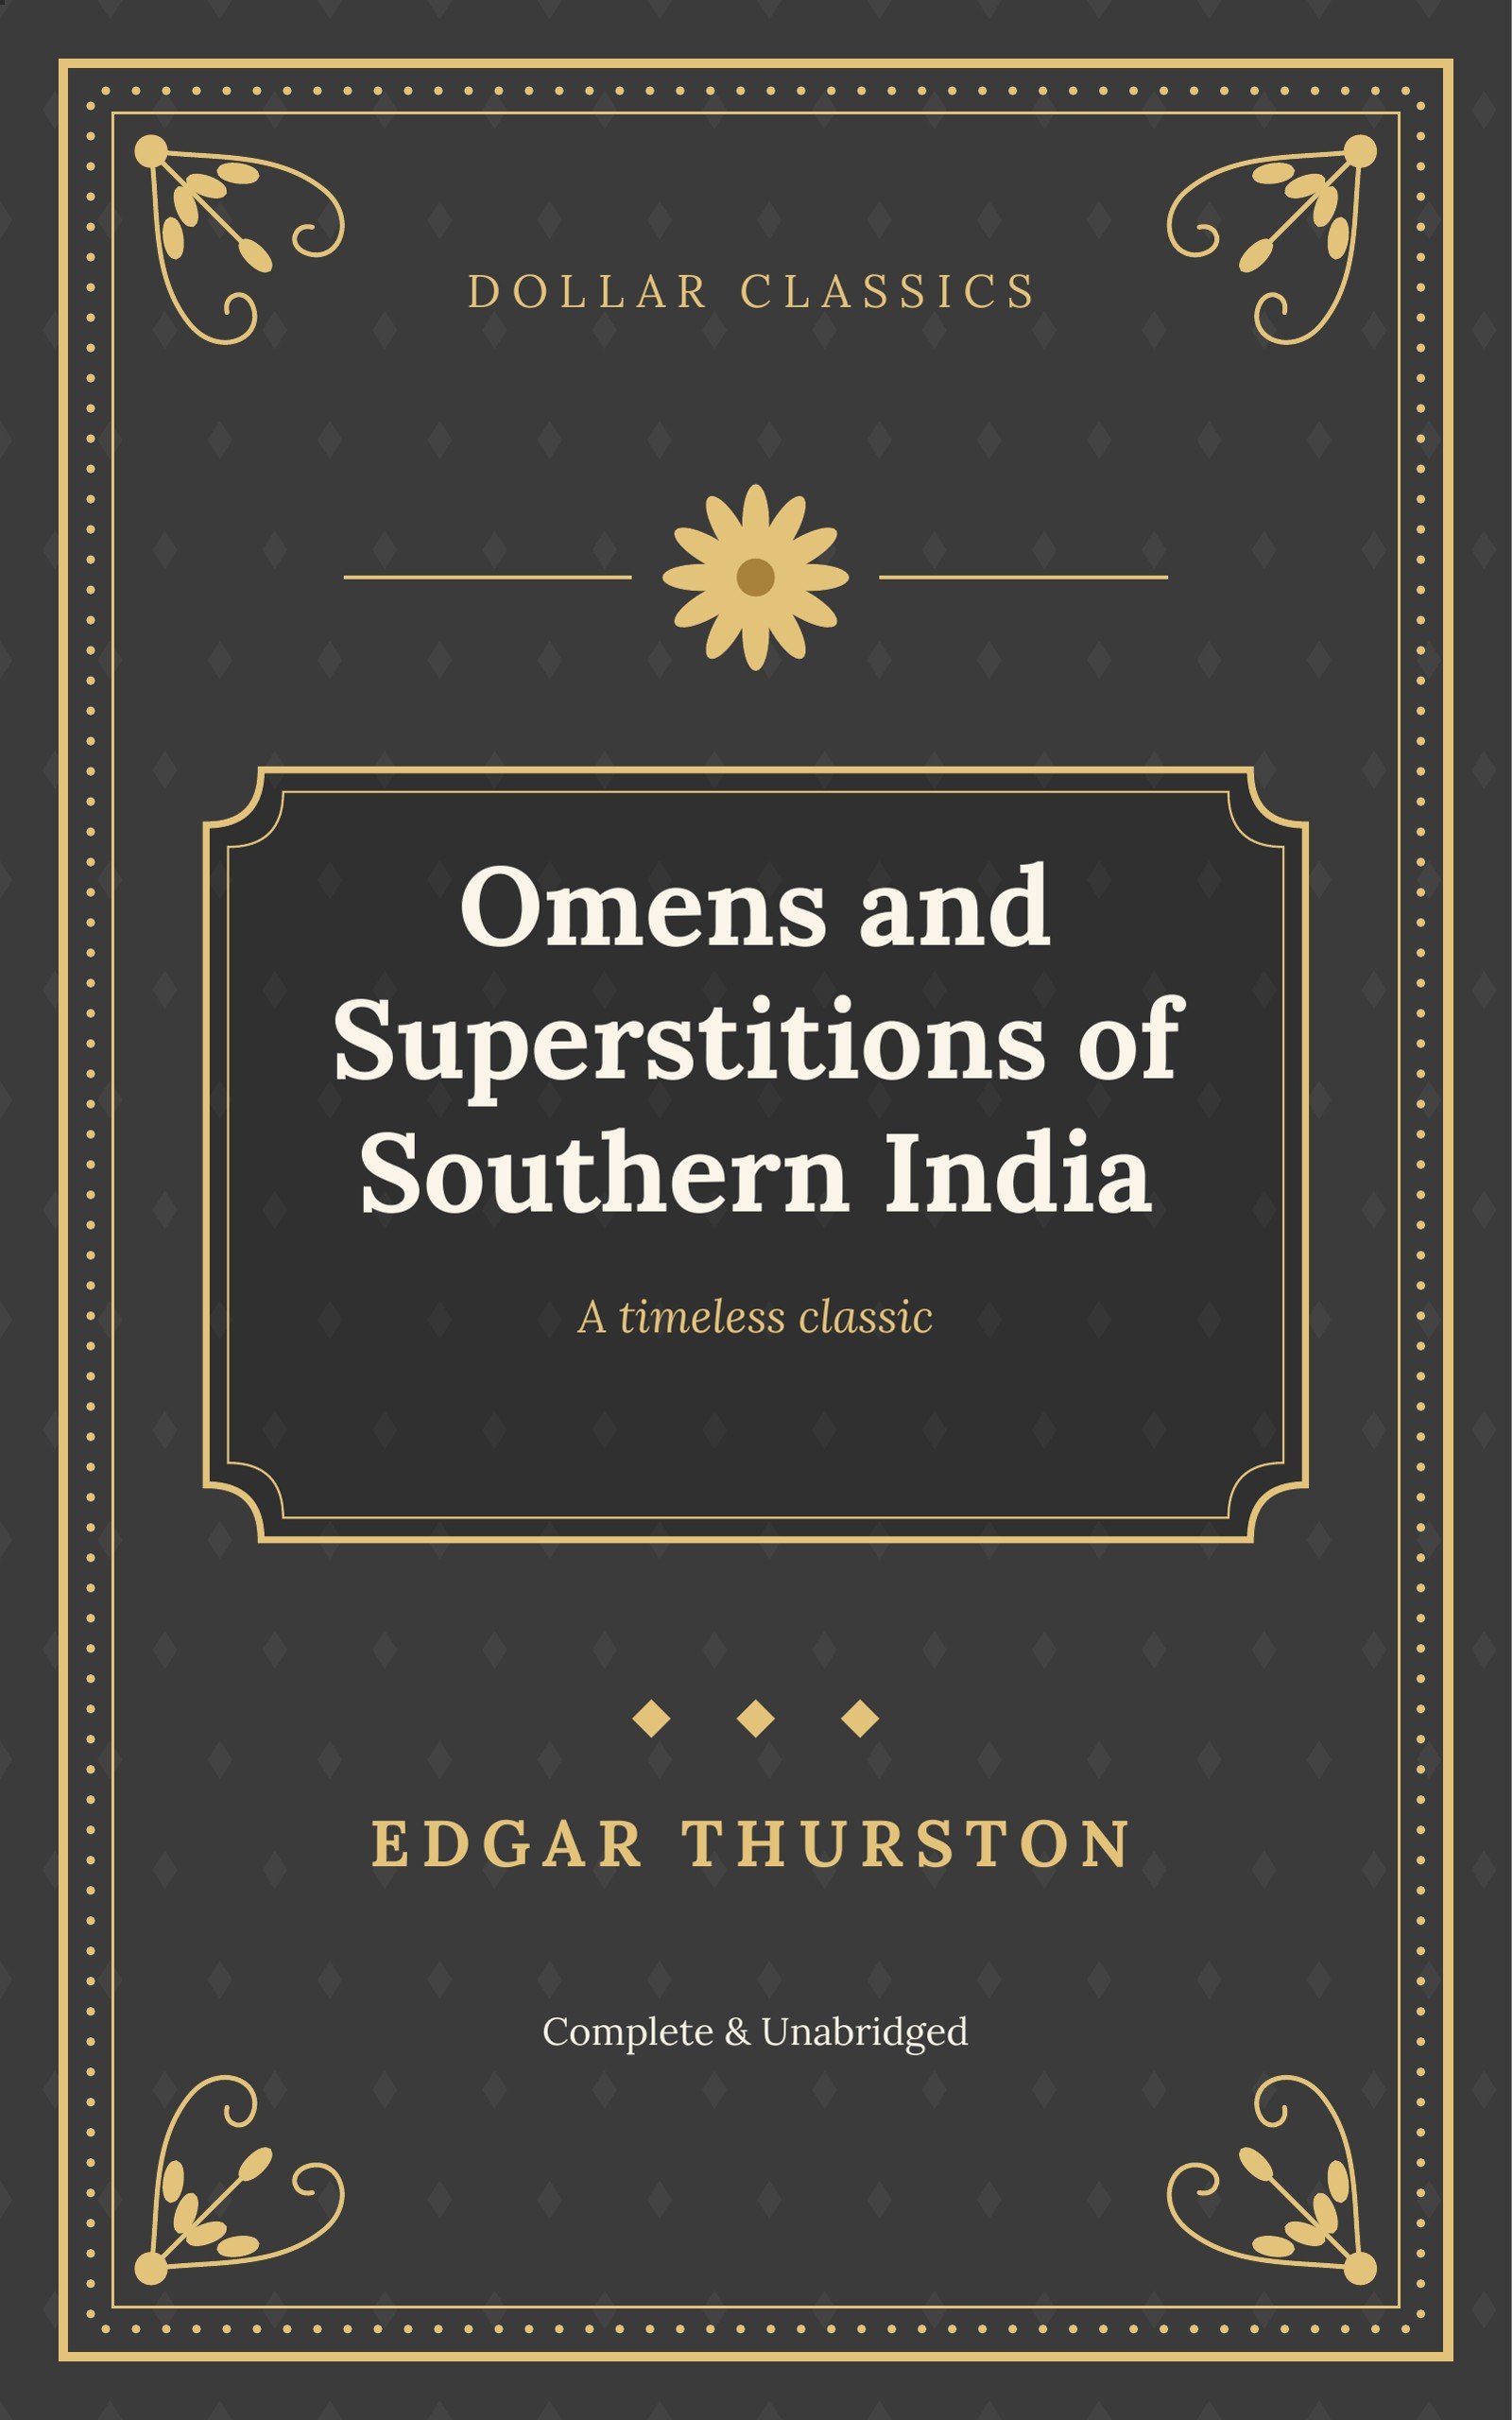 DOLLAR CLASSICS
Omens and
Superstitions of
Southern India
A timeless classic
EDGAR THURSTON
Complete & Unabridged